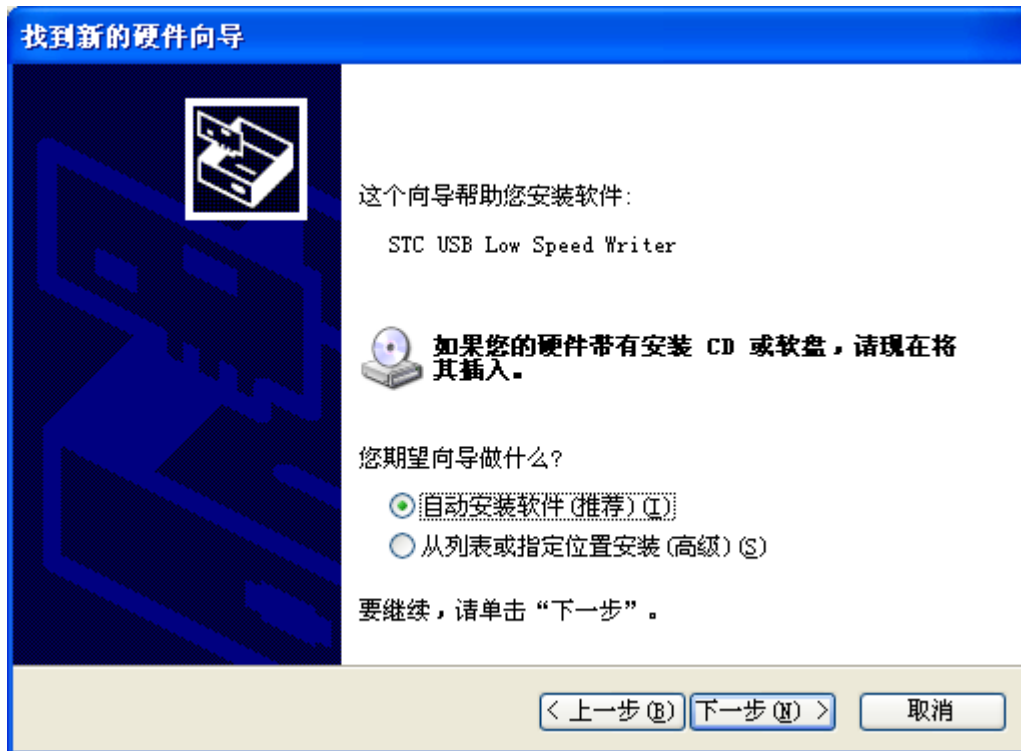 找到新的硬件向导
这个向导帮助您安装软件:
STC USB Low Speed Writer
如果您的硬件带有安装 CD 或软盘，请现在将
其插入。
您期望向导做什么?
自动安装软件(推荐)(I)
从列表或指定位置安装(高级)(S)
要继续，请单击“下一步”。
< 上一步(B) 下一步(N) > 取消